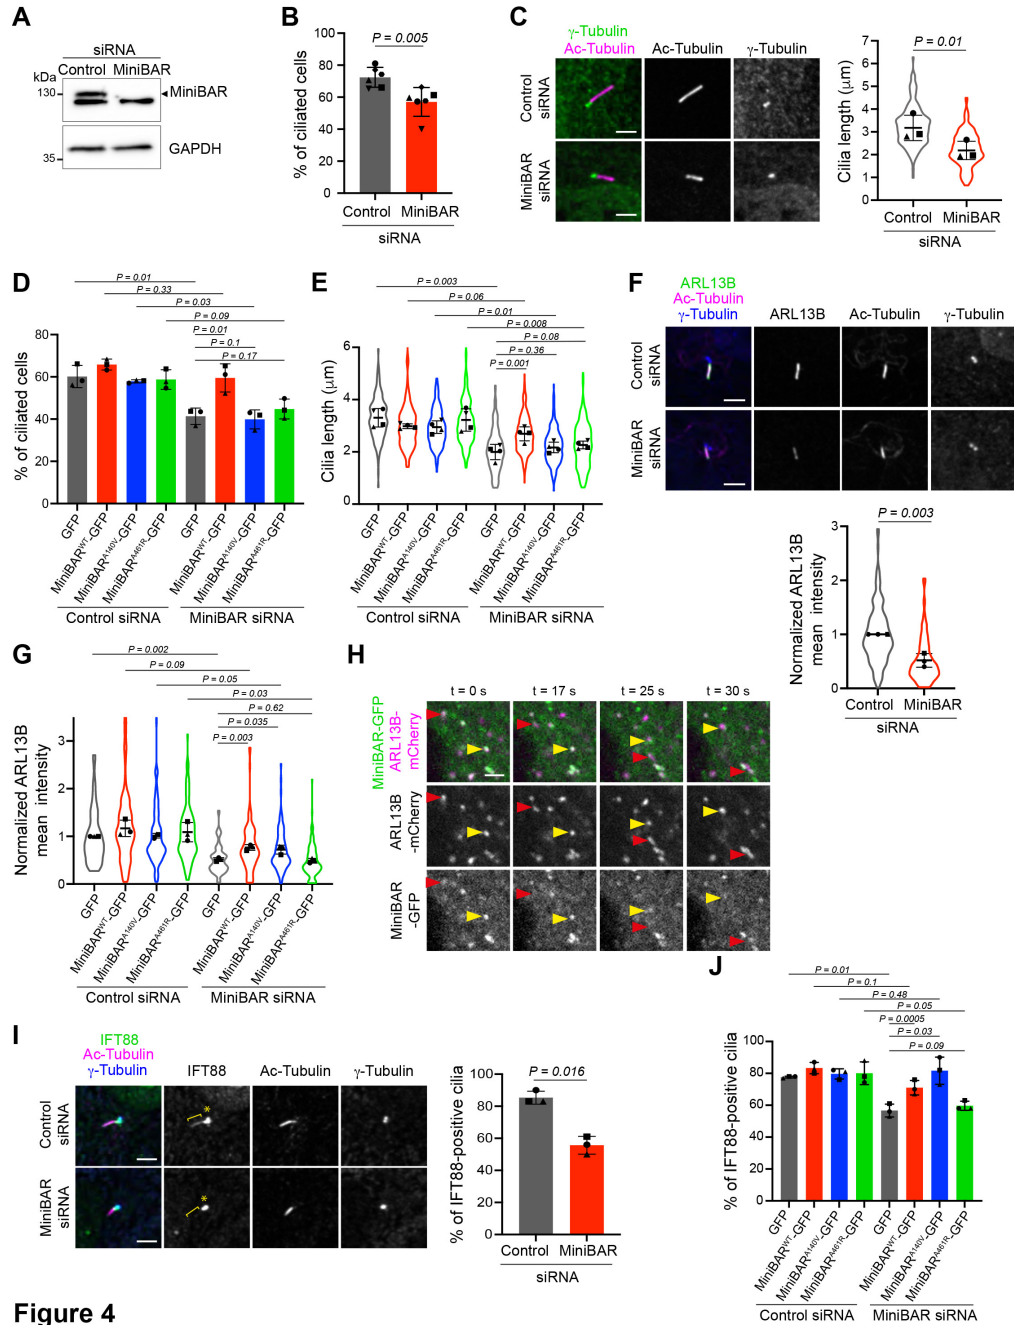 A
siRNA
Control MiniBAR
kDa
130
MiniBAR
GAPDH
35
B
P = 0.005
100
80
60
40
20
0
% of ciliated cells
Control MiniBAR
siRNA
C
γ-Tubulin
Ac-Tubulin Ac-Tubulin γ-Tubulin
Control
siRNA
MiniBAR
siRNA
P = 0.01
7
6
5
4
3
2
1
0
Cilia length (μm)
Control MiniBAR
siRNA
D
P = 0.01
P = 0.33
P = 0.03
P = 0.09
P = 0.01
P = 0.1
P = 0.17
80
60
40
20
0
% of ciliated cells
GFP
MiniBARWT-GFP
MiniBARA140V-GFP
MiniBARA461R-GFP
GFP
MiniBARWT-GFP
MiniBARA140V-GFP
MiniBARA461R-GFP
Control siRNA MiniBAR siRNA
E
P = 0.003
P = 0.06
P = 0.01
P = 0.008
P = 0.08
P = 0.36
P = 0.001
6
4
2
0
Cilia length (μm)
GFP
MiniBARWT-GFP
MiniBARA140V-GFP
MiniBARA461R-GFP
GFP
MiniBARWT-GFP
MiniBARA140V-GFP
MiniBARA461R-GFP
Control siRNA MiniBAR siRNA
F
ARL13B
Ac-Tubulin
γ-Tubulin ARL13B Ac-Tubulin γ-Tubulin
Control
siRNA
MiniBAR
siRNA
P = 0.003
3
2
1
0
Normalized ARL13B
mean intensity
Control MiniBAR
siRNA
G
P = 0.002
P = 0.09
P = 0.05
P = 0.03
P = 0.62
P = 0.035
P = 0.003
3
2
1
0
Normalized ARL13B
mean intensity
GFP
MiniBARWT-GFP
MiniBARA140V-GFP
MiniBARA461R-GFP
GFP
MiniBARWT-GFP
MiniBARA140V-GFP
MiniBARA461R-GFP
Control siRNA MiniBAR siRNA
H
t = 0 s t = 17 s t = 25 s t = 30 s
MiniBAR-GFP
ARL13B-
mCherry
ARL13B
-mCherry
MiniBAR
-GFP
I
IFT88
Ac-Tubulin
γ-Tubulin IFT88 Ac-Tubulin γ-Tubulin
Control
siRNA
MiniBAR
siRNA
*
*
P = 0.016
100
80
60
40
20
0
% of IFT88-positive cilia
Control MiniBAR
siRNA
J
P = 0.01
P = 0.1
P = 0.48
P = 0.05
P = 0.0005
P = 0.03
P = 0.09
100
80
60
40
20
0
% of IFT88-positive cilia
GFP
MiniBARWT-GFP
MiniBARA140V-GFP
MiniBARA461R-GFP
GFP
MiniBARWT-GFP
MiniBARA140V-GFP
MiniBARA461R-GFP
Control siRNA MiniBAR siRNA
Figure 4